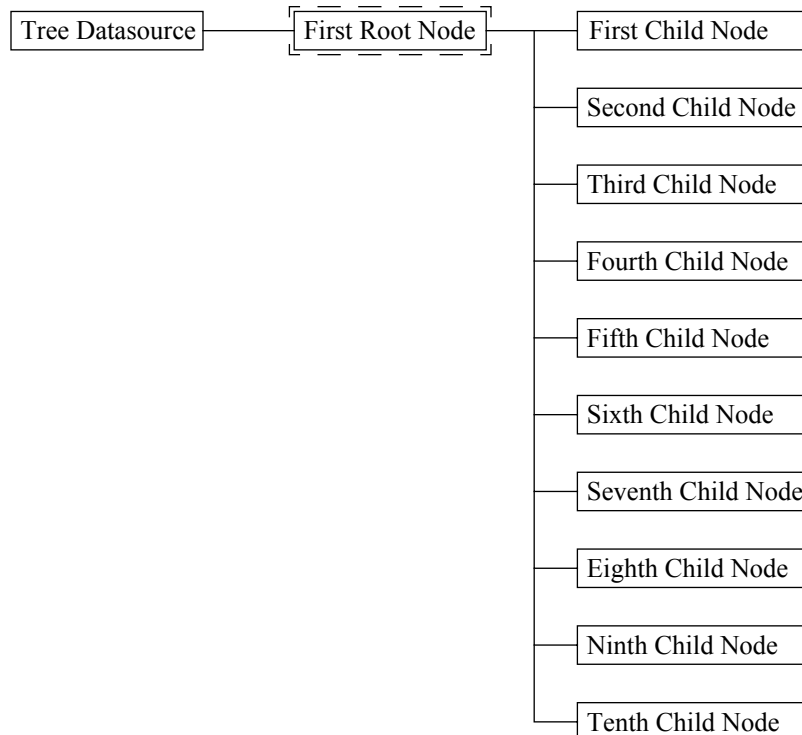 Tree Datasource
First Root Node
First Child Node
Second Child Node
Third Child Node
Fourth Child Node
Fifth Child Node
Sixth Child Node
Seventh Child Node
Eighth Child Node
Ninth Child Node
Tenth Child Node